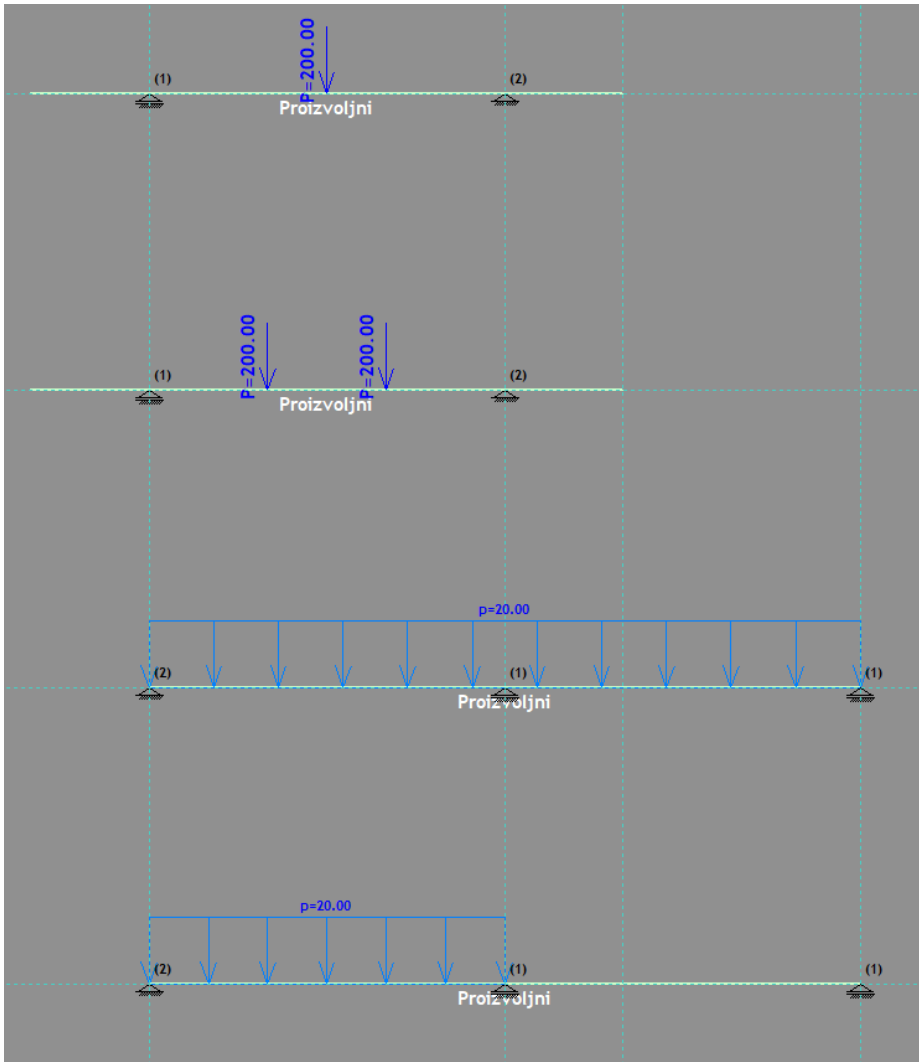 P=200.00
(1)
(2)
Proizvoljni
P=200.00
P=200.00
(1)
(2)
Proizvoljni
p=20.00
(2)
(1)
(1)
Proizvoljni
p=20.00
(2)
(1)
(1)
Proizvoljni